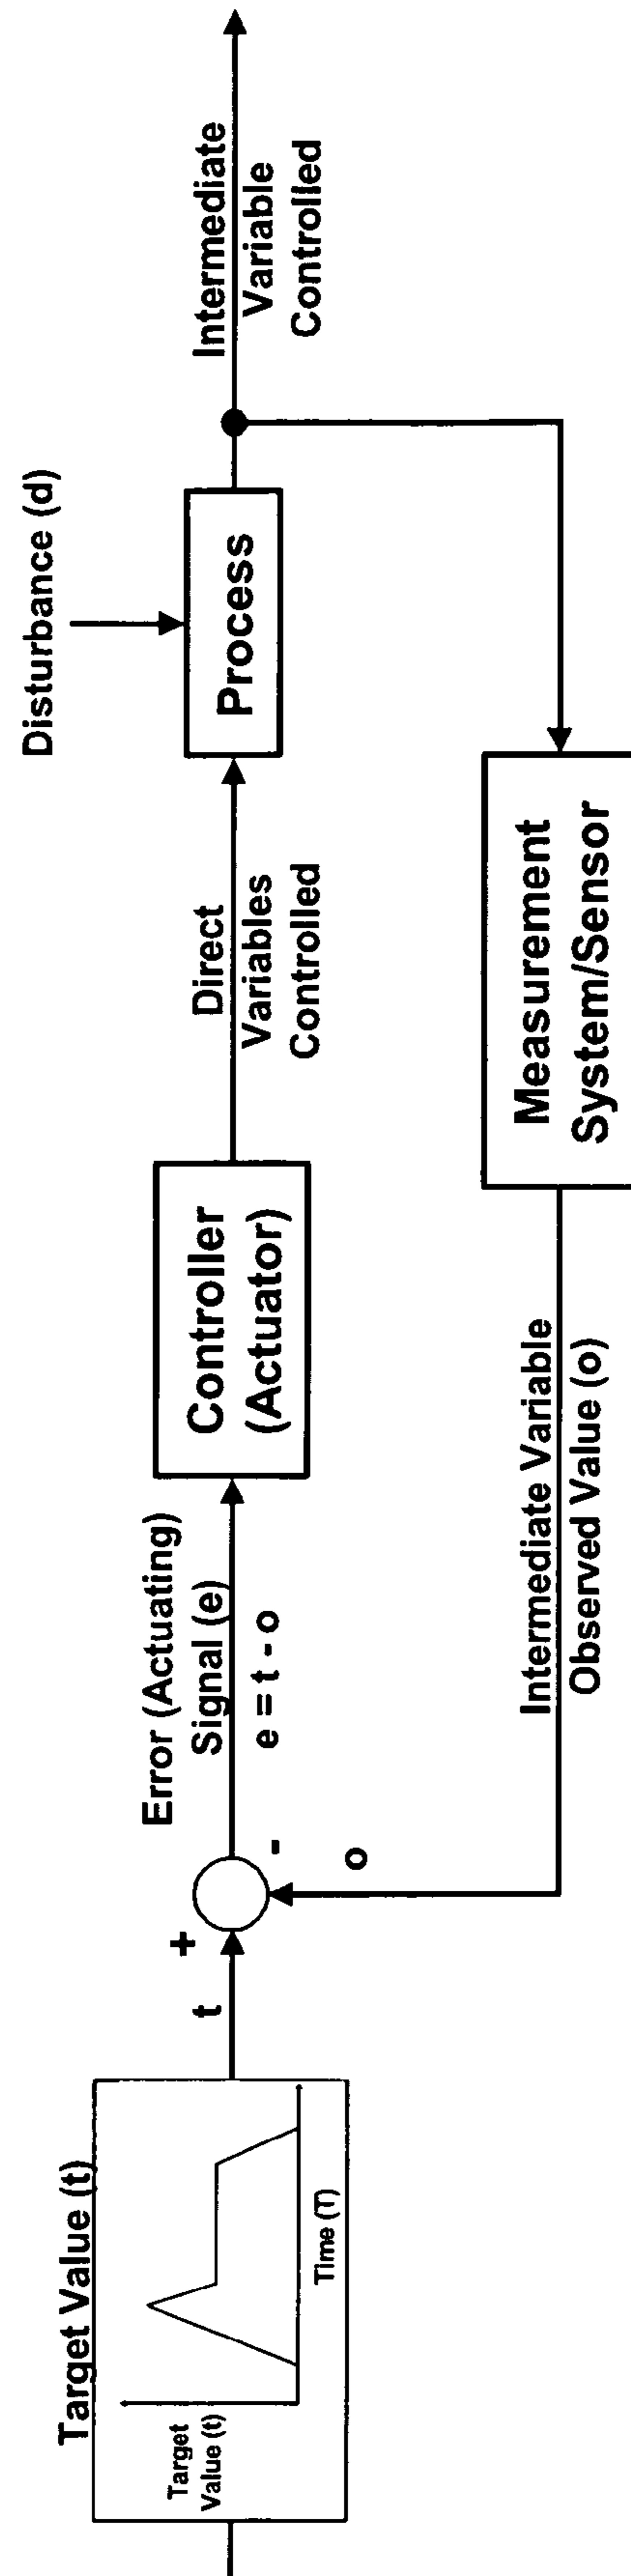 Target Value (t)
Target
Value (t)
Time (T)
t
+
-
o
Error (Actuating)
Signal (e)
e = t - o
Controller
(Actuator)
Direct
Variables
Controlled
Disturbance (d)
Process
Intermediate
Variable
Controlled
Measurement
System/Sensor
Intermediate Variable
Observed Value (o)